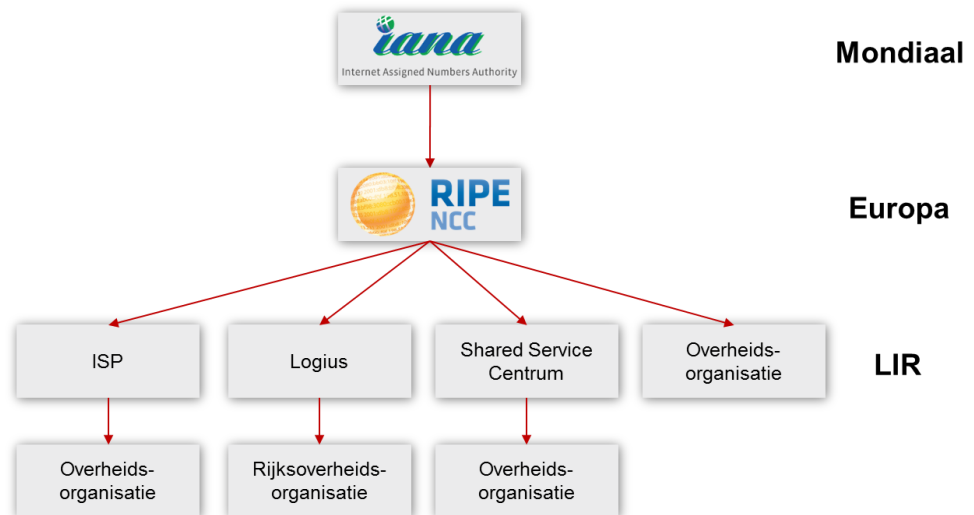 iana
Internet Assigned Numbers Authority
Mondiaal
RIPE
NCC
Europa
ISP
Logius
Shared Service
Centrum
Overheids-
organisatie
LIR
Overheids-
organisatie
Rijksoverheids-
organisatie
Overheids-
organisatie